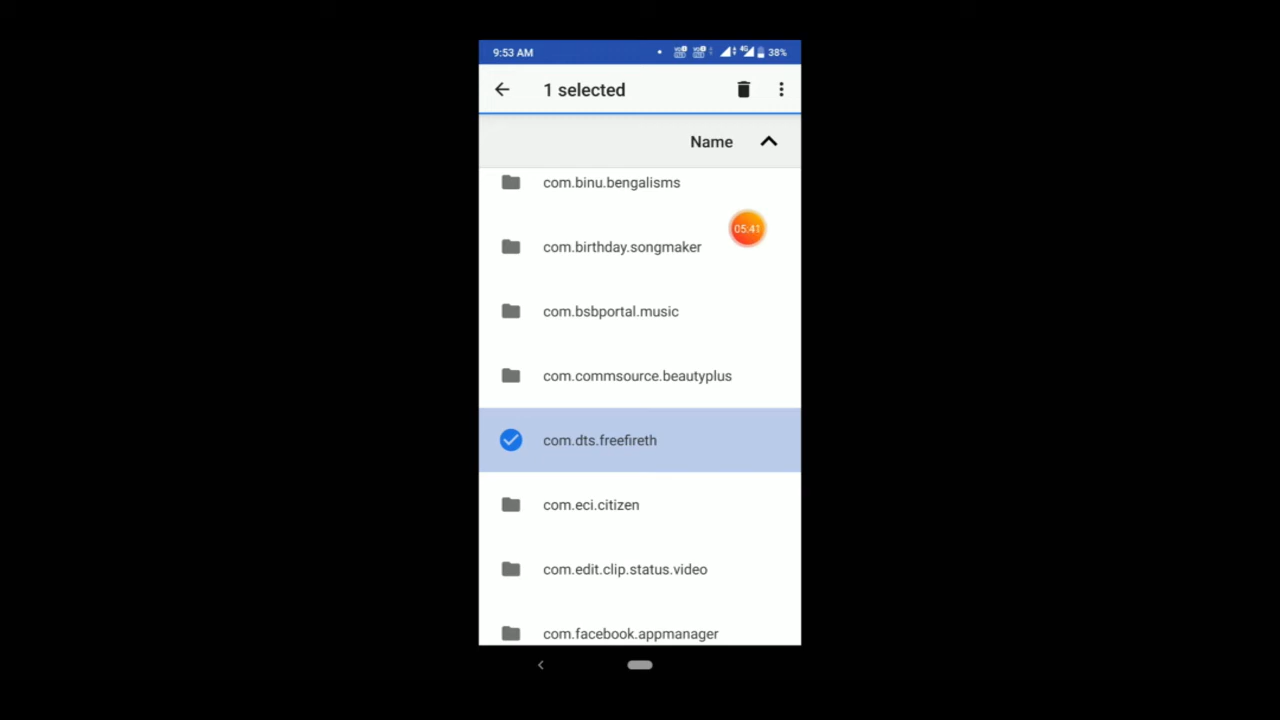 9:53 AM
38%
1 selected
Name
com.binu.bengalisms
05:41
com.birthday.songmaker
com.bsbportal.music
com.commsource.beautyplus
com.dts.freefireth
com.eci.citizen
com.edit.clip.status.video
com.facebook.appmanager